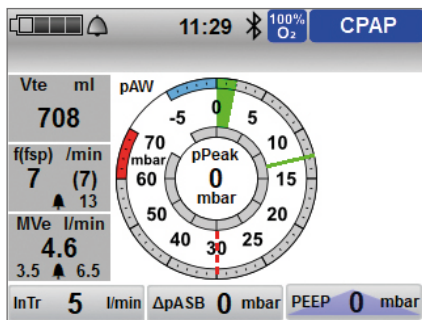 11:29 100% O₂ CPAP
Vte ml
708
f(fsp) /min
7 (7)
13
MVe l/min
4.6
3.5 6.5
pAW
-5 0 5
10
15
20
25
30
40
50
60
70
mbar
pPeak
0
mbar
InTr 5 l/min ΔpASB 0 mbar PEEP 0 mbar